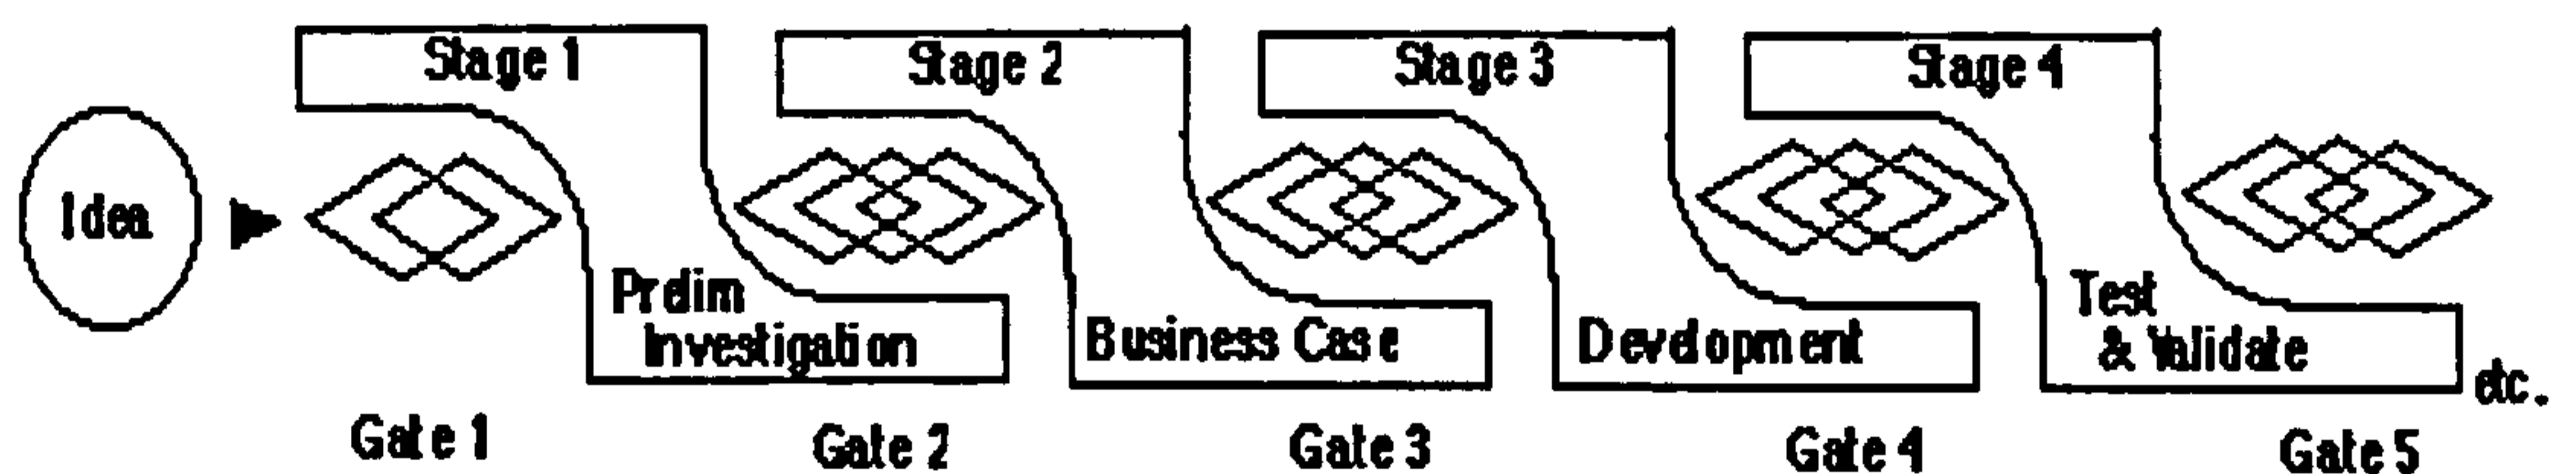 Stage 1
Stage 2
Stage 3
Stage 4
Idea
Prelim
Investigation
Business Case
Development
Test
& Validate
etc.
Gate 1
Gate 2
Gate 3
Gate 4
Gate 5